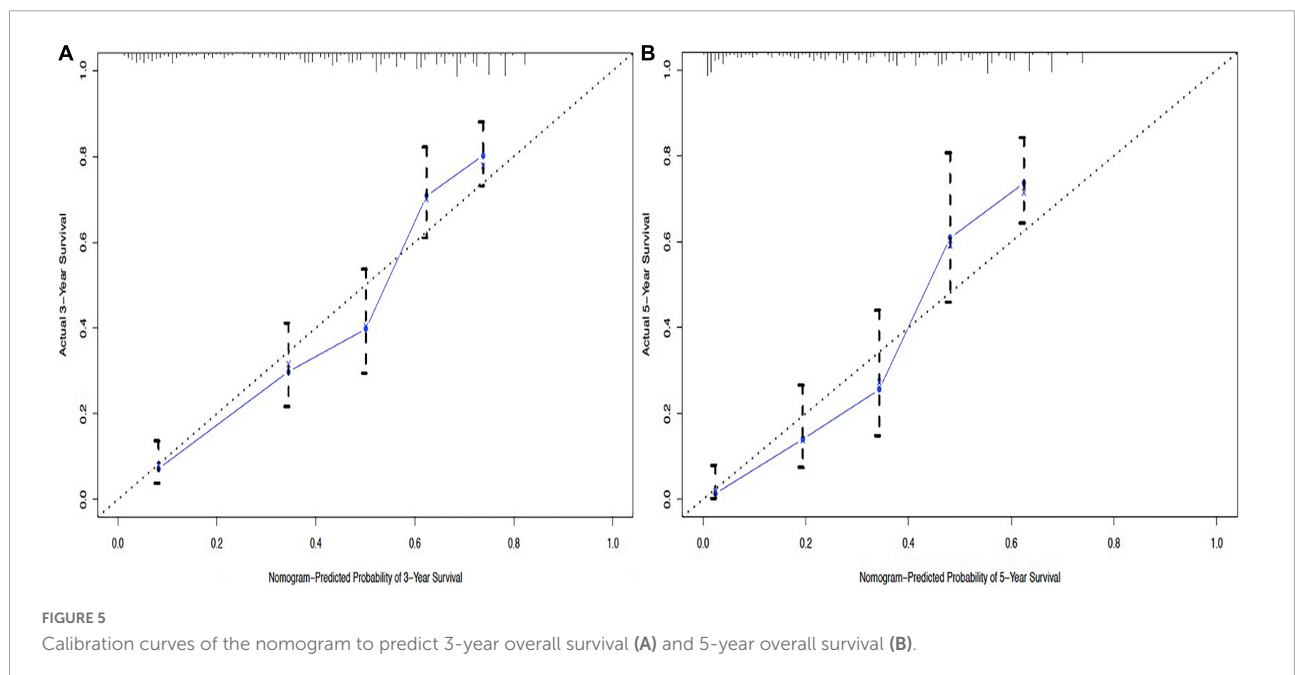 A
B
1.0
0.8
0.6
0.4
0.2
0.0
Actual 3-Year Survival
0.0 0.2 0.4 0.6 0.8 1.0
Nomogram-Predicted Probability of 3-Year Survival
1.0
0.8
0.6
0.4
0.2
0.0
Actual 5-Year Survival
0.0 0.2 0.4 0.6 0.8 1.0
Nomogram-Predicted Probability of 5-Year Survival
FIGURE 5
Calibration curves of the nomogram to predict 3-year overall survival (A) and 5-year overall survival (B).